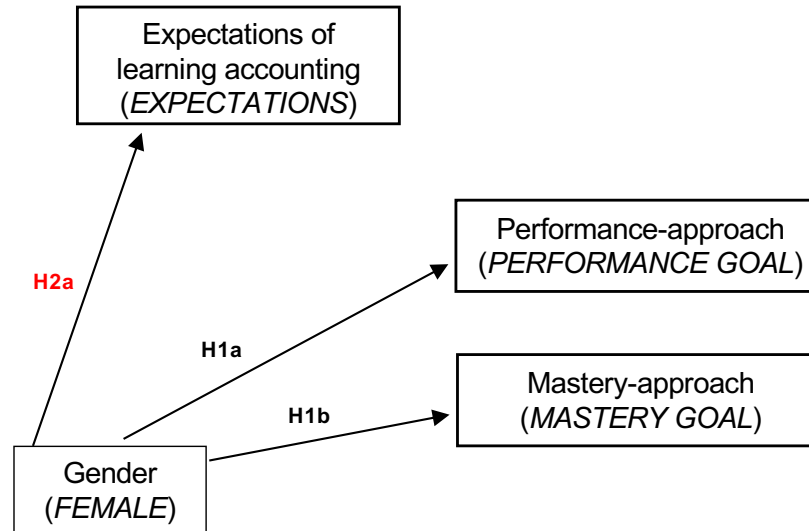 Expectations of
learning accounting
(EXPECTATIONS)
Performance-approach
(PERFORMANCE GOAL)
H2a
H1a
Mastery-approach
(MASTERY GOAL)
H1b
Gender
(FEMALE)